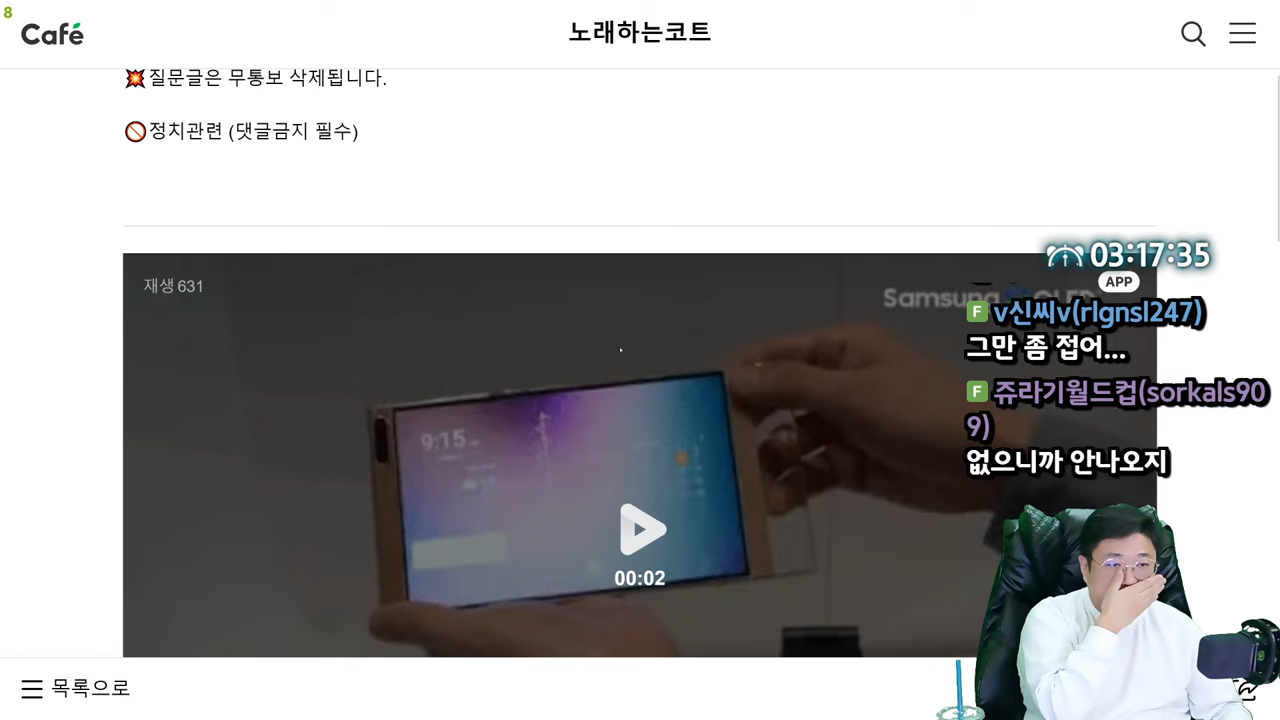 8
Café
노래하는코트
💥질문글은 무통보 삭제됩니다.
🚫정치관련 (댓글금지 필수)
재생 631
Samsung OLED
03:17:35
APP
F v신씨v(rlgnsl247)
그만 좀 접어...
F 쥬라기월드컵(sorkals90
9)
없으니까 안나오지
9:15
00:02
목록으로